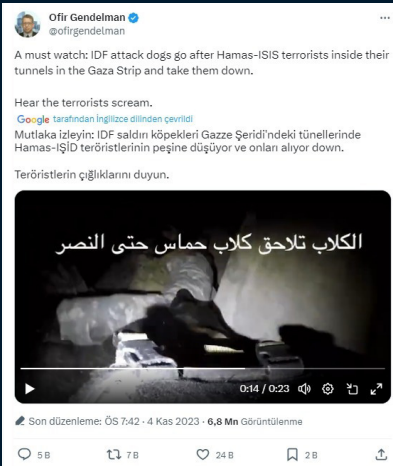 Ofir Gendelman
@ofirgendelman
A must watch: IDF attack dogs go after Hamas-ISIS terrorists inside their
tunnels in the Gaza Strip and take them down.
Hear the terrorists scream.
Google tarafından İngilizce dilinden çevrildi
Mutlaka izleyin: IDF saldırı köpekleri Gazze Şeridi'ndeki tünellerinde
Hamas-IŞİD teröristlerinin peşine düşüyor ve onları alıyor down.
Teröristlerin çığlıklarını duyun.
الكلاب تلاحق كلاب حماس حتى النصر
0:14 / 0:23
Son düzenleme: ÖS 7:42 · 4 Kas 2023 · 6,8 Mn Görüntülenme
5 B 7 B 24 B 2 B